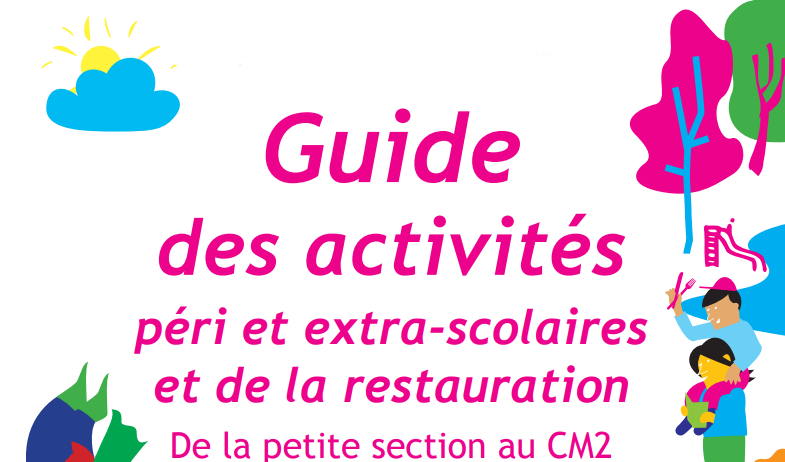 Guide
des activités
péri et extra-scolaires
et de la restauration
De la petite section au CM2